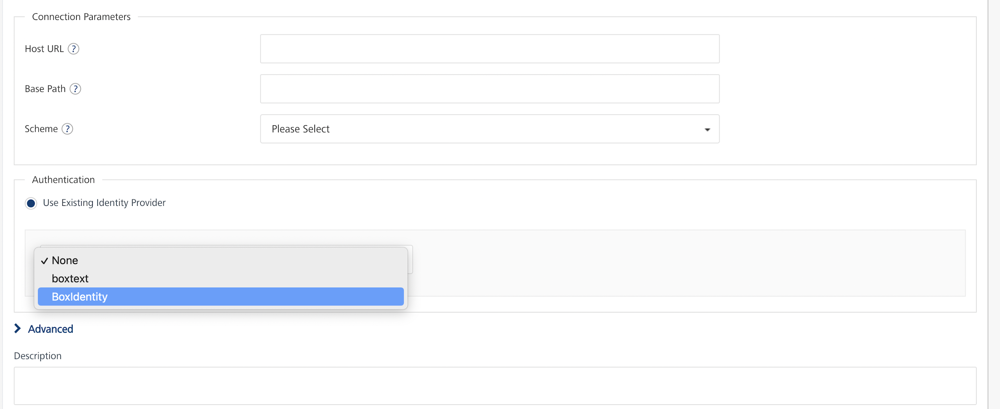 Connection Parameters
Host URL ?
Base Path ?
Scheme ?
Please Select
Authentication
Use Existing Identity Provider
✓ None
boxtext
BoxIdentity
Advanced
Description